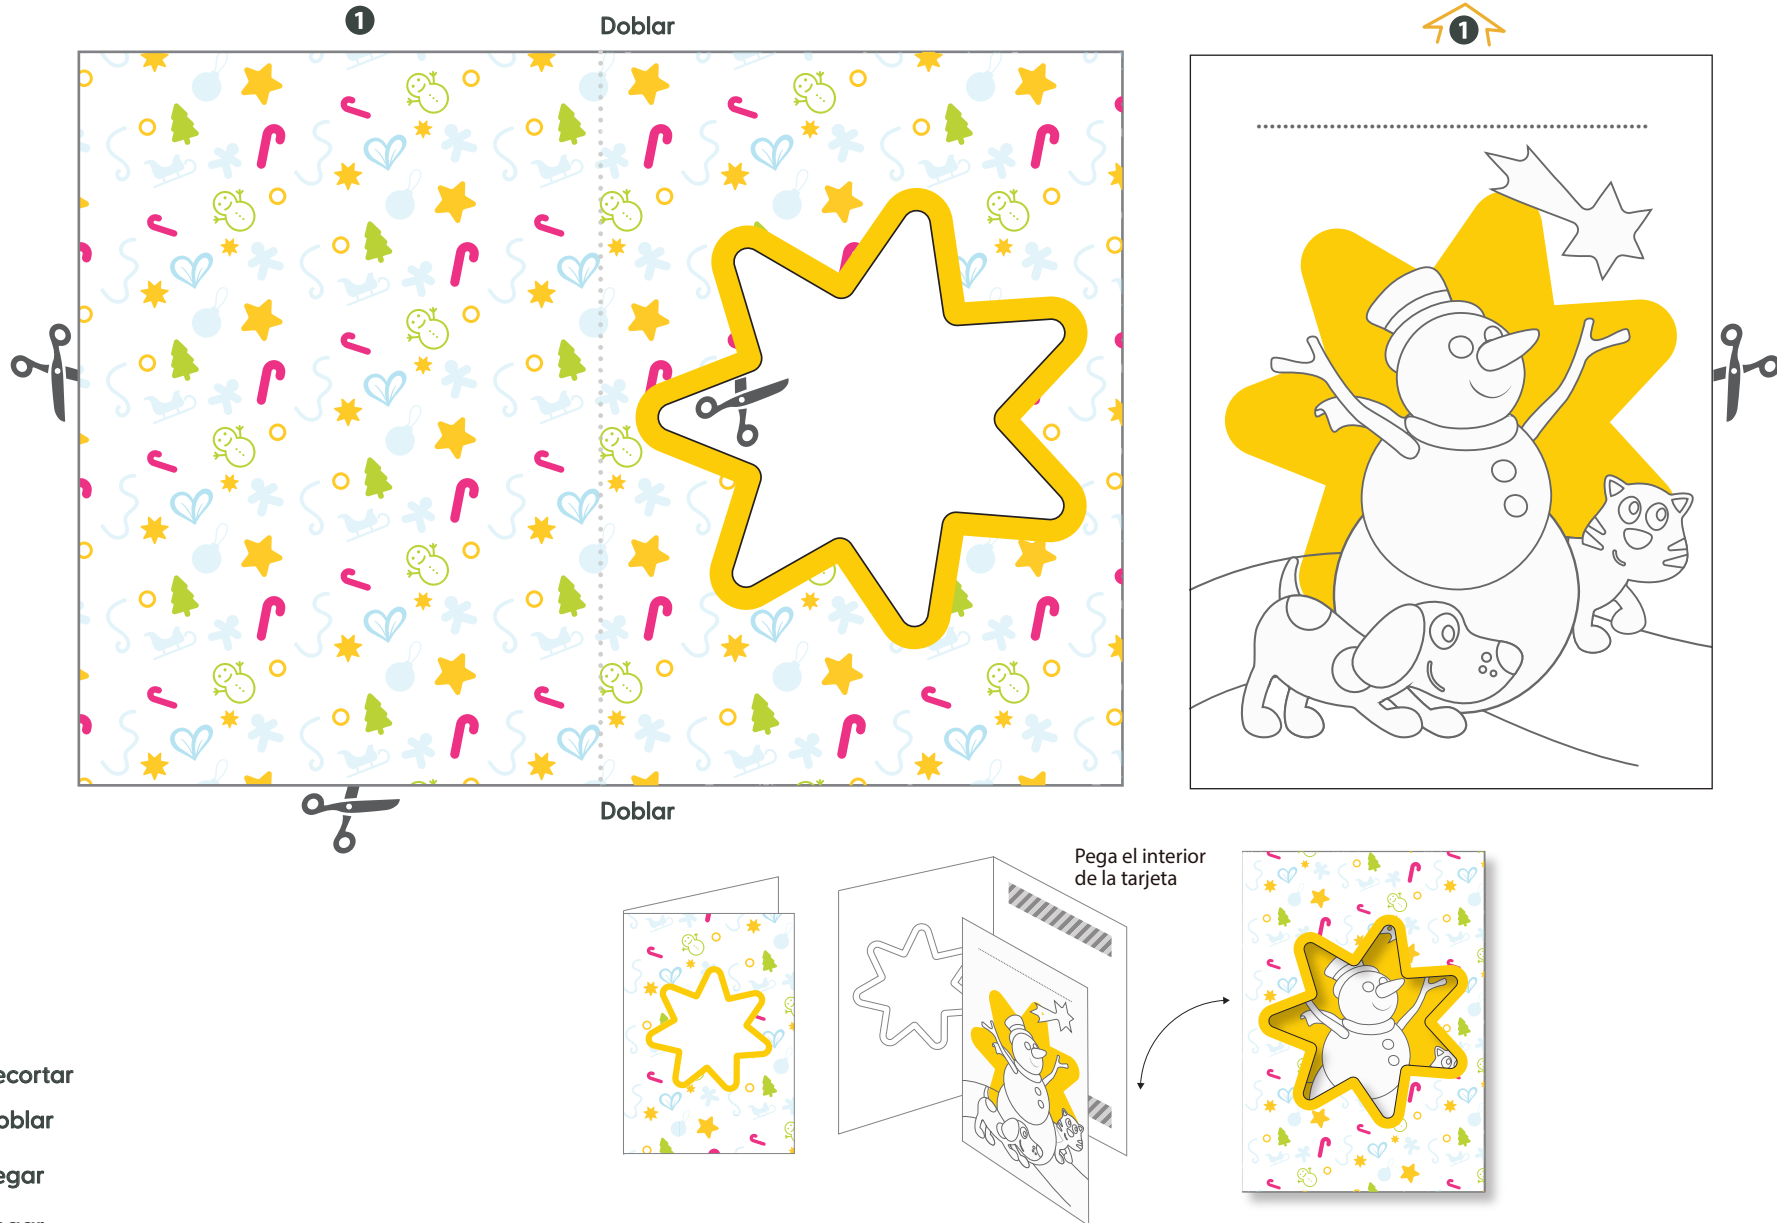 1
Doblar
1
Doblar
Pega el interior
de la tarjeta
ecortar
oblar
egar